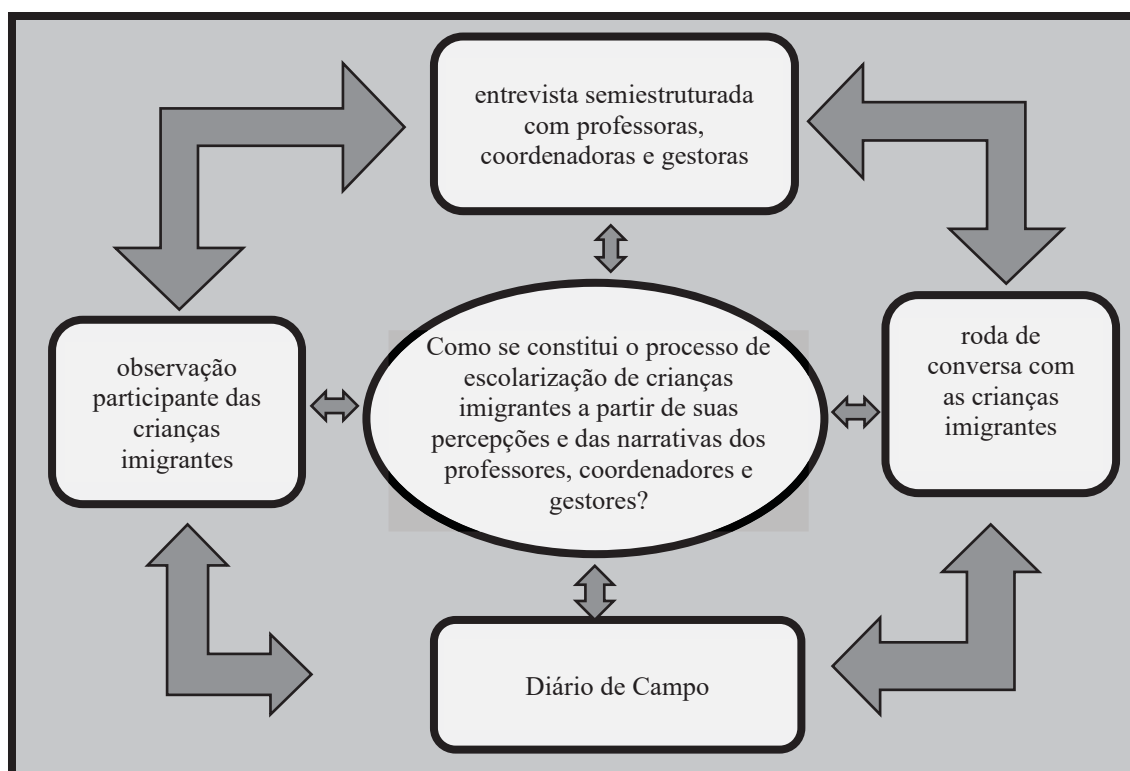 entrevista semiestruturada
com professoras,
coordenadoras e gestoras
observação
participante das
crianças
imigrantes
Como se constitui o processo de
escolarização de crianças
imigrantes a partir de suas
percepções e das narrativas dos
professores, coordenadores e
gestores?
roda de
conversa com
as crianças
imigrantes
Diário de Campo